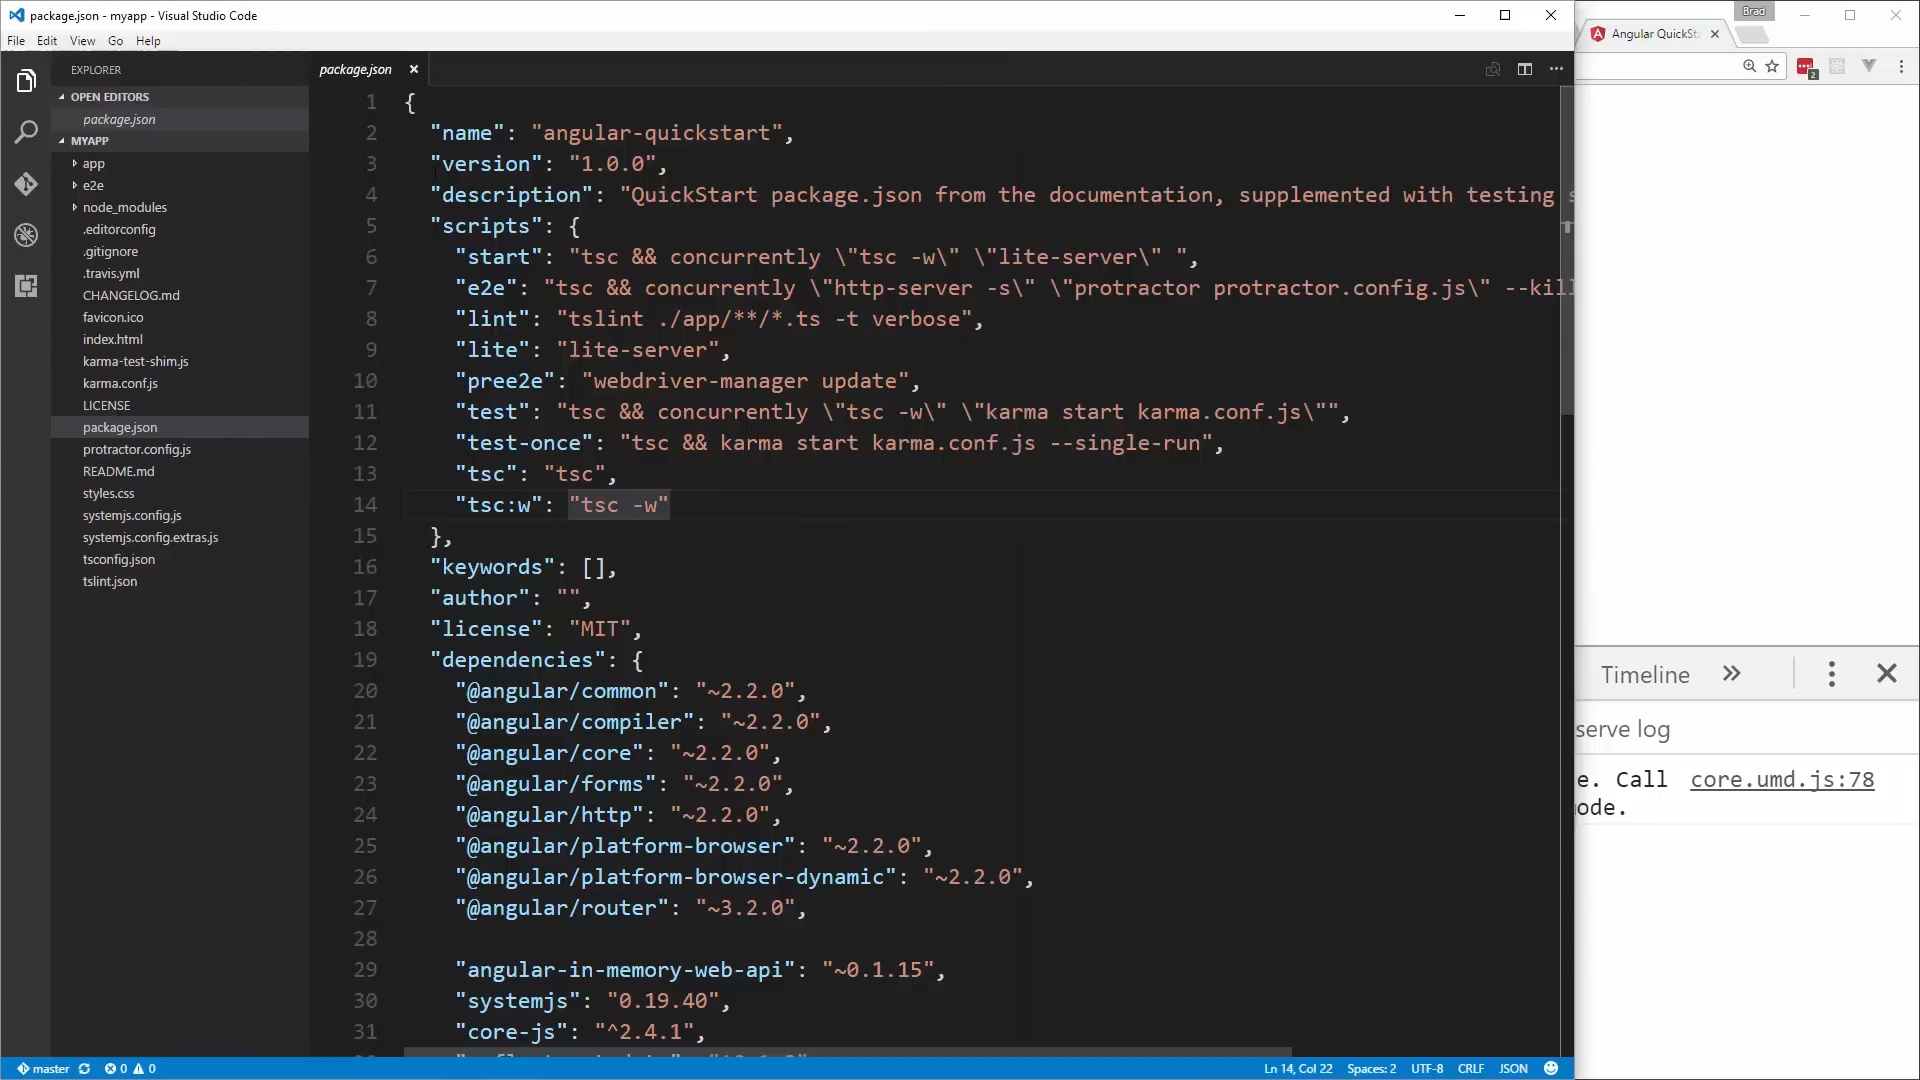 package.json - myapp - Visual Studio Code
File Edit View Go Help
EXPLORER
OPEN EDITORS
package.json
MYAPP
app
e2e
node_modules
.editorconfig
.gitignore
.travis.yml
CHANGELOG.md
favicon.ico
index.html
karma-test-shim.js
karma.conf.js
LICENSE
package.json
protractor.config.js
README.md
styles.css
systemjs.config.js
systemjs.config.extras.js
tsconfig.json
tslint.json
package.json
1 {
2 "name": "angular-quickstart",
3 "version": "1.0.0",
4 "description": "QuickStart package.json from the documentation, supplemented with testing s
5 "scripts": {
6 "start": "tsc && concurrently \"tsc -w\" \"lite-server\" ",
7 "e2e": "tsc && concurrently \"http-server -s\" \"protractor protractor.config.js\" --kill
8 "lint": "tslint ./app/**/*.ts -t verbose",
9 "lite": "lite-server",
10 "pree2e": "webdriver-manager update",
11 "test": "tsc && concurrently \"tsc -w\" \"karma start karma.conf.js\"",
12 "test-once": "tsc && karma start karma.conf.js --single-run",
13 "tsc": "tsc",
14 "tsc:w": "tsc -w"
15 },
16 "keywords": [],
17 "author": "",
18 "license": "MIT",
19 "dependencies": {
20 "@angular/common": "~2.2.0",
21 "@angular/compiler": "~2.2.0",
22 "@angular/core": "~2.2.0",
23 "@angular/forms": "~2.2.0",
24 "@angular/http": "~2.2.0",
25 "@angular/platform-browser": "~2.2.0",
26 "@angular/platform-browser-dynamic": "~2.2.0",
27 "@angular/router": "~3.2.0",
28
29 "angular-in-memory-web-api": "~0.1.15",
30 "systemjs": "0.19.40",
31 "core-js": "^2.4.1",
master 0 0
Ln 14, Col 22 Spaces: 2 UTF-8 CRLF JSON
Brad
Angular QuickSta
2
Timeline
serve log
e. Call core.umd.js:78
ode.